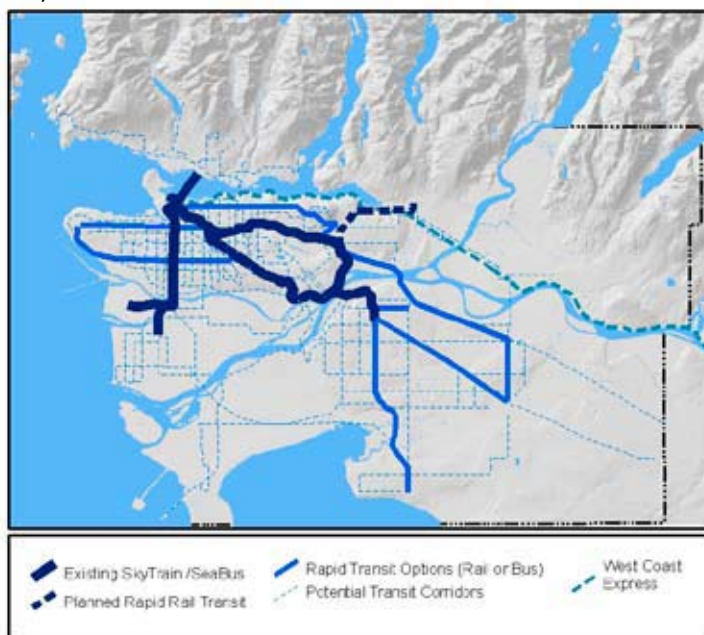 Existing SkyTrain/SeaBus
Planned Rapid Rail Transit
Rapid Transit Options (Rail or Bus)
Potential Transit Corridors
West Coast
Express